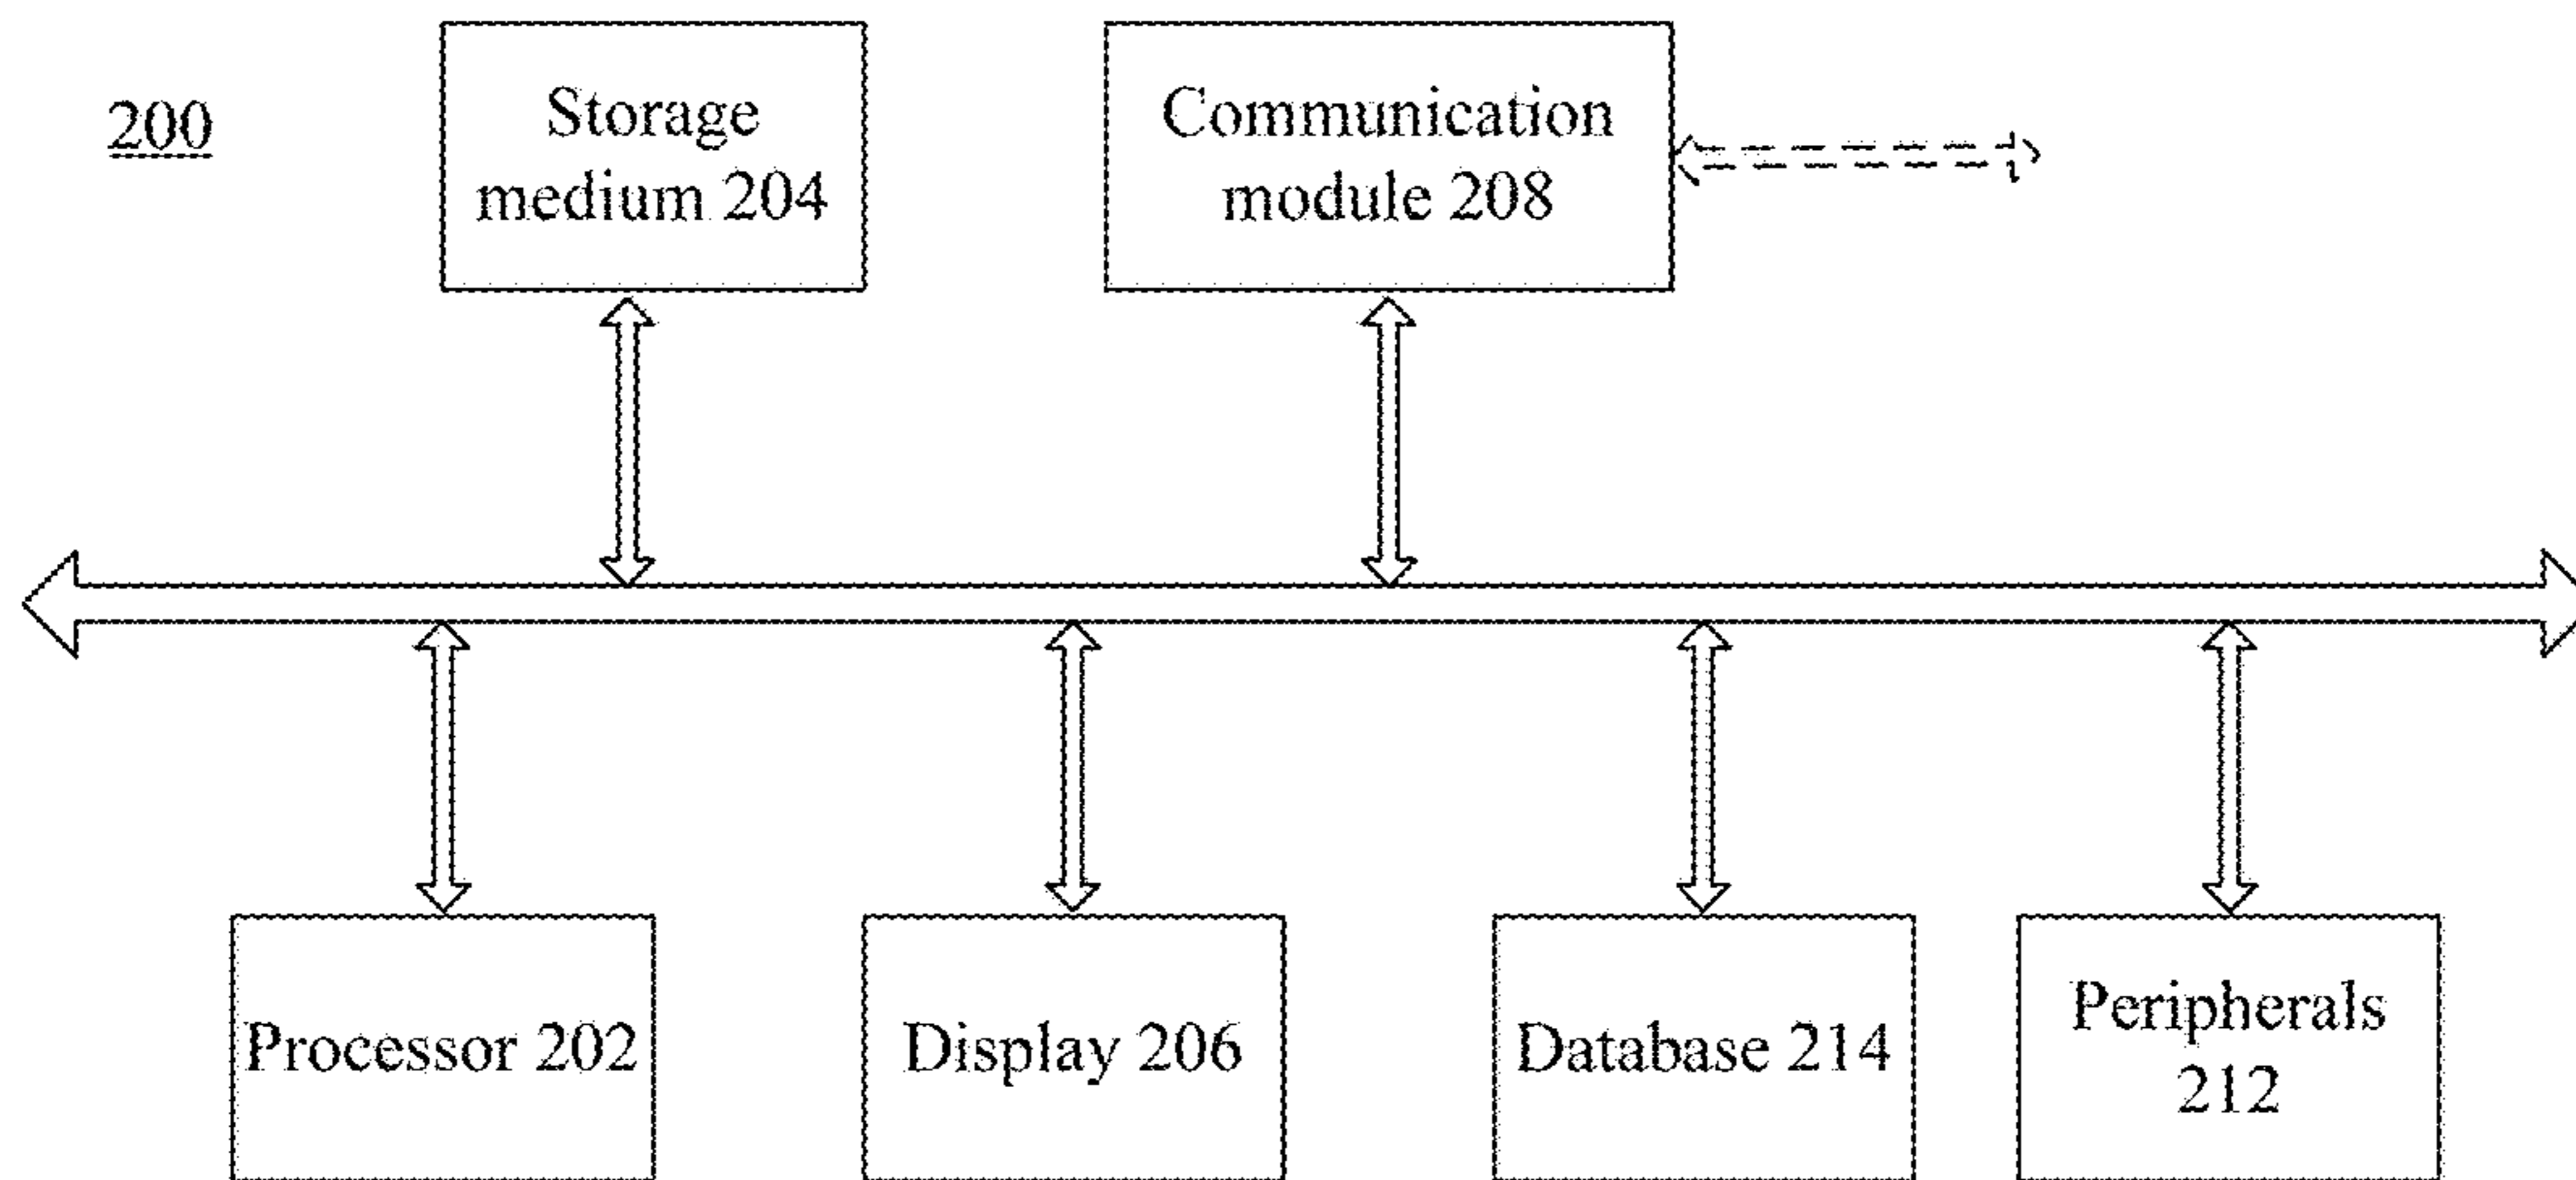 200
Storage
medium 204
Communication
module 208
Processor 202
Display 206
Database 214
Peripherals
212